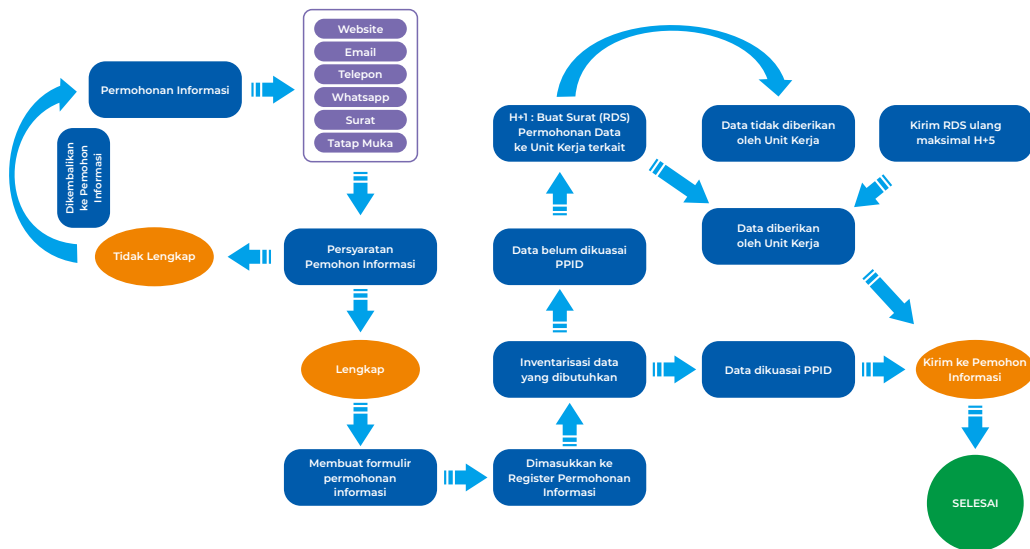 Permohonan Informasi
Website
Email
Telepon
Whatsapp
Surat
Tatap Muka
Dikembalikan
ke Pemohon
Informasi
Tidak Lengkap
Persyaratan
Pemohon Informasi
Lengkap
Membuat formulir
permohonan
informasi
Dimasukkan ke
Register Permohonan
Informasi
Inventarisasi data
yang dibutuhkan
Data belum dikuasai
PPID
H+1 : Buat Surat (RDS)
Permohonan Data
ke Unit Kerja terkait
Data tidak diberikan
oleh Unit Kerja
Kirim RDS ulang
maksimal H+5
Data diberikan
oleh Unit Kerja
Data dikuasai PPID
Kirim ke Pemohon
Informasi
SELESAI